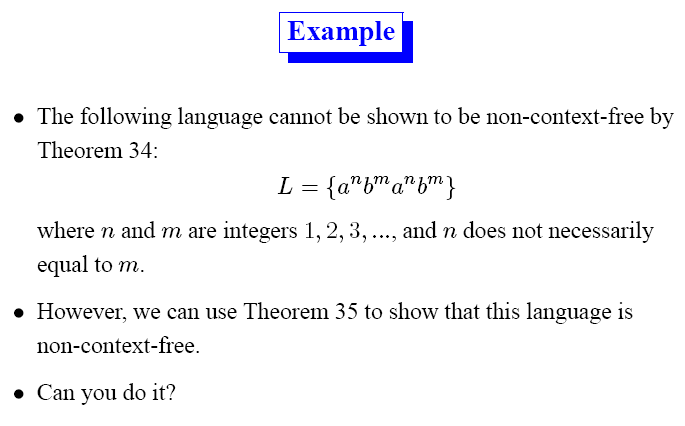 Example
• The following language cannot be shown to be non-context-free by
Theorem 34:
L = {aⁿbᵐaⁿbᵐ}
where n and m are integers 1, 2, 3, ..., and n does not necessarily
equal to m.
• However, we can use Theorem 35 to show that this language is
non-context-free.
• Can you do it?